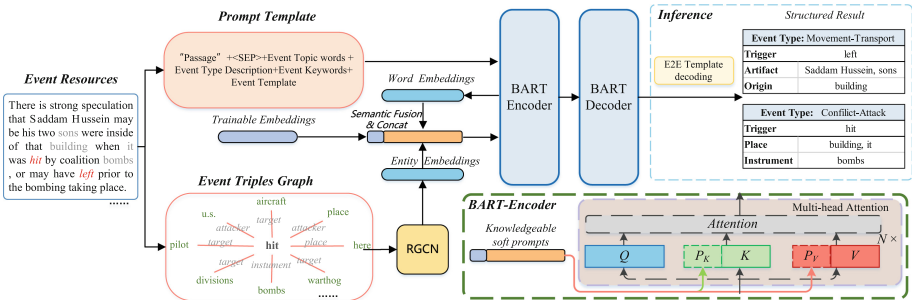 Event Resources
There is strong speculation
that Saddam Hussein may
be his two sons were inside
of that building when it
was hit by coalition bombs
, or may have left prior to
the bombing taking place.
......
Prompt Template
"Passage" +<SEP>+Event Topic words +
Event Type Description+Event Keywords+
Event Template
Trainable Embeddings
Word Embeddings
Semantic Fusion
& Concat
Entity Embeddings
Event Triples Graph
aircraft
u.s.
place
target
attacker
attacker
pilot
target
hit
place
here
target
instument
target
divisions
bombs
warthog
......
RGCN
BART
Encoder
BART
Decoder
Inference
E2E Template
decoding
Structured Result
Event Type: Movement-Transport
Trigger left
Artifact Saddam Hussein, sons
Origin building
Event Type: Confilict-Attack
Trigger hit
Place building, it
Instrument bombs
BART-Encoder
Knowledgeable
soft prompts
Multi-head Attention
Attention
N×
Q
P_K
K
P_V
V